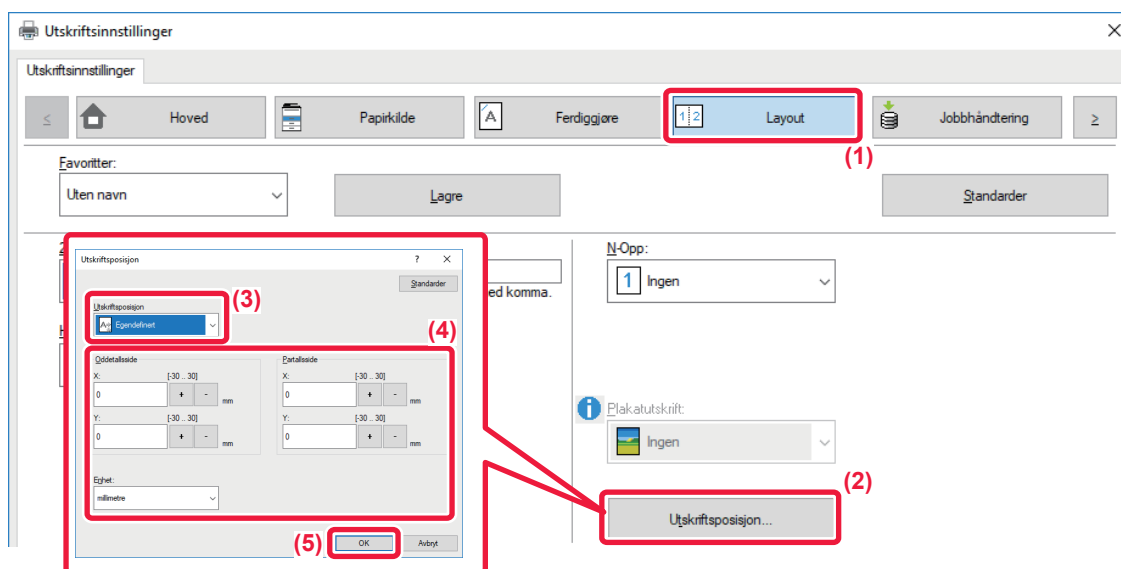 Utskriftsinnstillinger
Utskriftsinnstillinger
< Hoved Papirkilde Ferdiggjøre Layout Jobbhåndtering >
(1)
Favoritter:
Uten navn Lagre Standarder
2
Utskriftsposisjon ? ×
Standarder
ed komma.
Utskriftsposisjon
(3)
Egendefinert
(4)
Oddetallsside Partallsside
X: [-30 .. 30] X: [-30 .. 30]
0 + - mm 0 + - mm
Y: [-30 .. 30] Y: [-30 .. 30]
0 + - mm 0 + - mm
Enhet:
millimetre
(5) OK Avbryt
H
N-Opp:
1 Ingen
Plakatutskrift:
Ingen
(2)
Utskriftsposisjon...